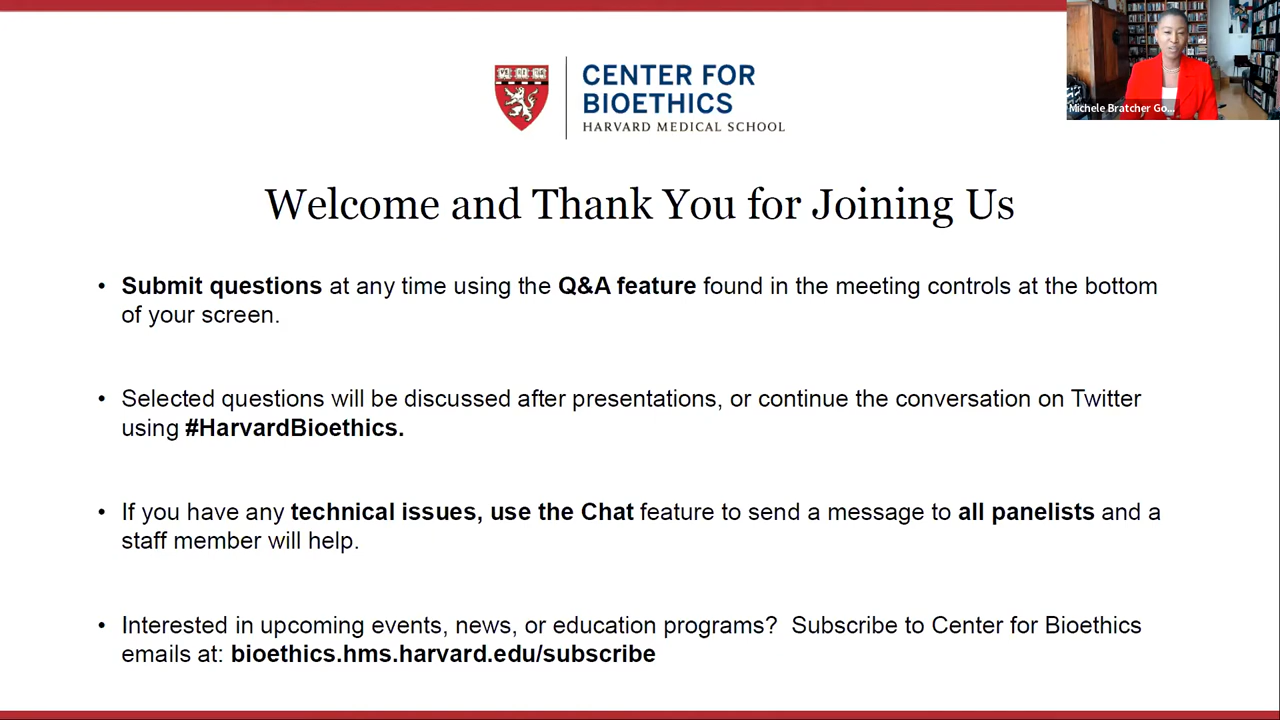 CENTER FOR
BIOETHICS
HARVARD MEDICAL SCHOOL
Michele Bratcher Go...
Welcome and Thank You for Joining Us
• Submit questions at any time using the Q&A feature found in the meeting controls at the bottom
of your screen.
• Selected questions will be discussed after presentations, or continue the conversation on Twitter
using #HarvardBioethics.
• If you have any technical issues, use the Chat feature to send a message to all panelists and a
staff member will help.
• Interested in upcoming events, news, or education programs?  Subscribe to Center for Bioethics
emails at: bioethics.hms.harvard.edu/subscribe